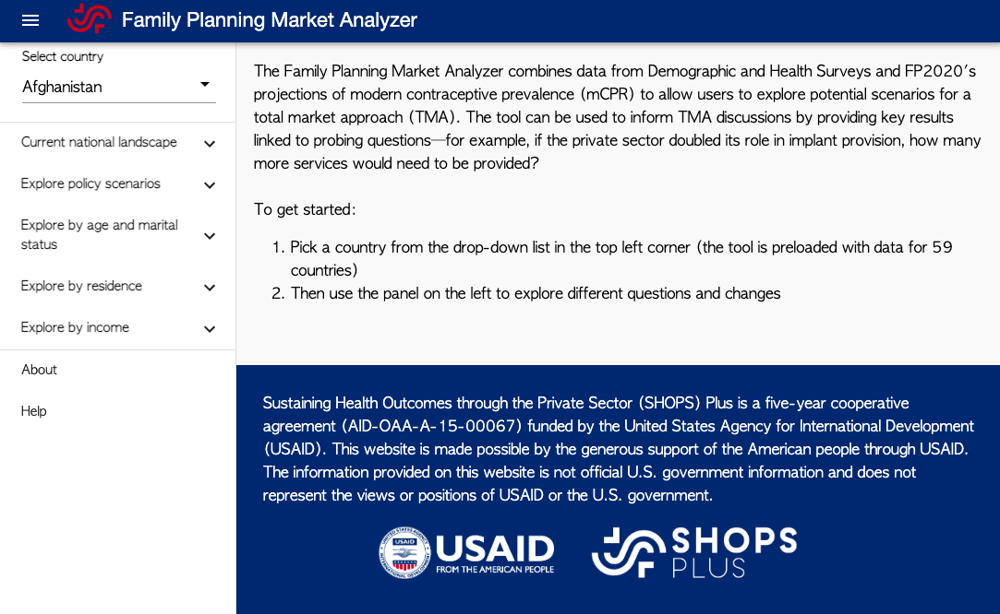 Family Planning Market Analyzer
Select country
Afghanistan
Current national landscape
Explore policy scenarios
Explore by age and marital
status
Explore by residence
Explore by income
About
Help
The Family Planning Market Analyzer combines data from Demographic and Health Surveys and FP2020's
projections of modern contraceptive prevalence (mCPR) to allow users to explore potential scenarios for a
total market approach (TMA). The tool can be used to inform TMA discussions by providing key results
linked to probing questions—for example, if the private sector doubled its role in implant provision, how many
more services would need to be provided?
To get started:
1. Pick a country from the drop-down list in the top left corner (the tool is preloaded with data for 59
countries)
2. Then use the panel on the left to explore different questions and changes
Sustaining Health Outcomes through the Private Sector (SHOPS) Plus is a five-year cooperative
agreement (AID-OAA-A-15-00067) funded by the United States Agency for International Development
(USAID). This website is made possible by the generous support of the American people through USAID.
The information provided on this website is not official U.S. government information and does not
represent the views or positions of USAID or the U.S. government.
USAID
USAID
FROM THE AMERICAN PEOPLE
SHOPS
PLUS